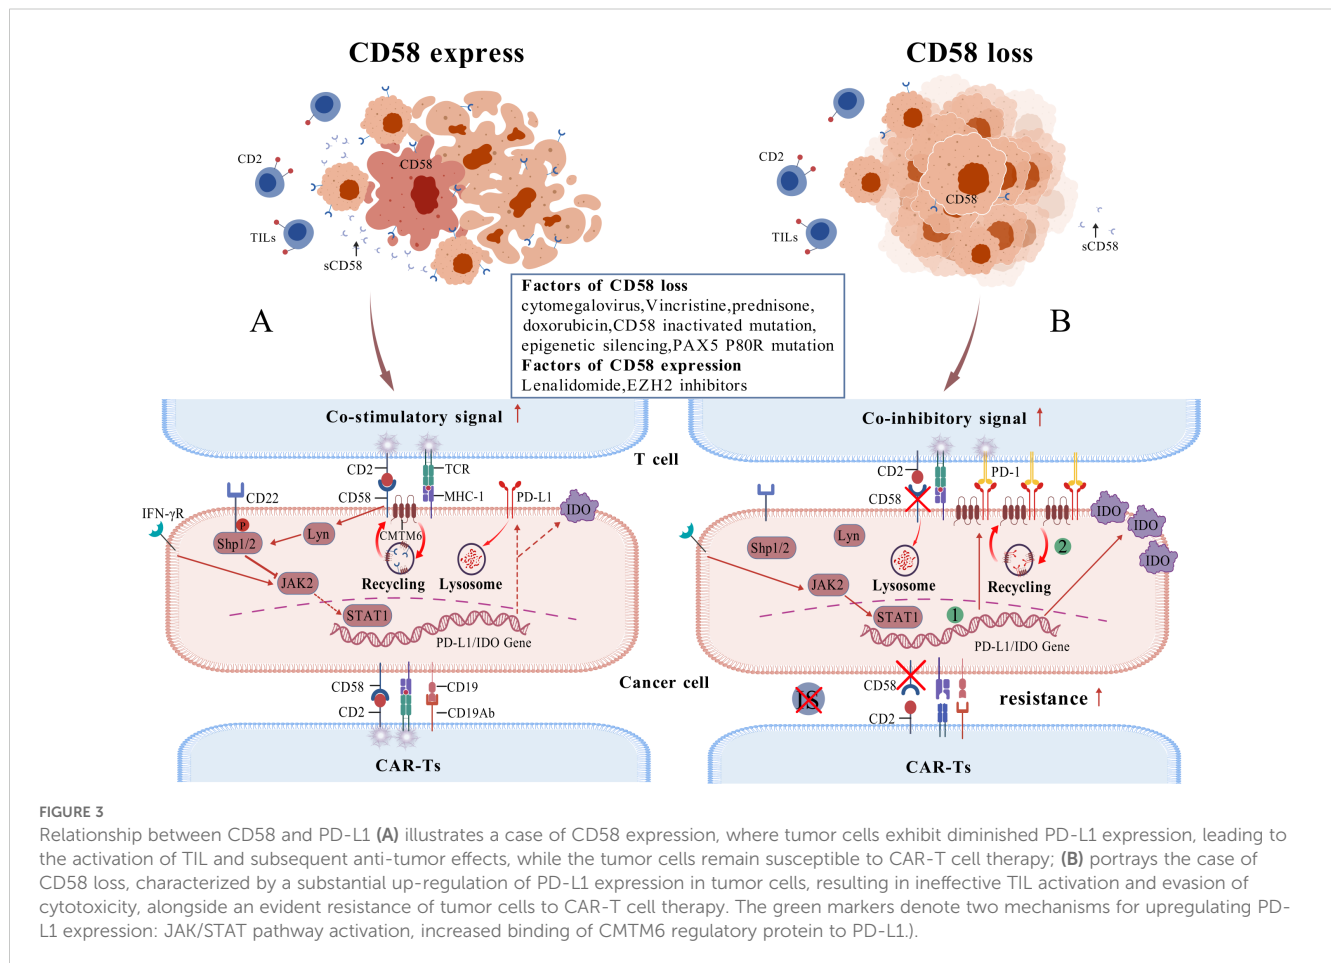 CD58 express
CD2
TILs
CD58
sCD58
A
CD58 loss
CD2
TILs
CD58
sCD58
B
Factors of CD58 loss
cytomegalovirus,Vincristine,prednisone,
doxorubicin,CD58 inactivated mutation,
epigenetic silencing,PAX5 P80R mutation
Factors of CD58 expression
Lenalidomide,EZH2 inhibitors
Co-stimulatory signal
T cell
CD2
TCR
CD58
MHC-1
CD22
PD-L1
IDO
IFN-γR
P
Shp1/2
Lyn
CMTM6
JAK2
Recycling
Lysosome
STAT1
PD-L1/IDO Gene
Cancer cell
CD58
CD19
CD2
CD19Ab
CAR-Ts
Co-inhibitory signal
CD2
PD-1
CD58
IDO
IDO
IDO
Shp1/2
Lyn
2
JAK2
Lysosome
Recycling
STAT1
1
PD-L1/IDO Gene
CD58
IS
resistance
CD2
CAR-Ts
FIGURE 3
Relationship between CD58 and PD-L1 (A) illustrates a case of CD58 expression, where tumor cells exhibit diminished PD-L1 expression, leading to
the activation of TIL and subsequent anti-tumor effects, while the tumor cells remain susceptible to CAR-T cell therapy; (B) portrays the case of
CD58 loss, characterized by a substantial up-regulation of PD-L1 expression in tumor cells, resulting in ineffective TIL activation and evasion of
cytotoxicity, alongside an evident resistance of tumor cells to CAR-T cell therapy. The green markers denote two mechanisms for upregulating PD-
L1 expression: JAK/STAT pathway activation, increased binding of CMTM6 regulatory protein to PD-L1.).